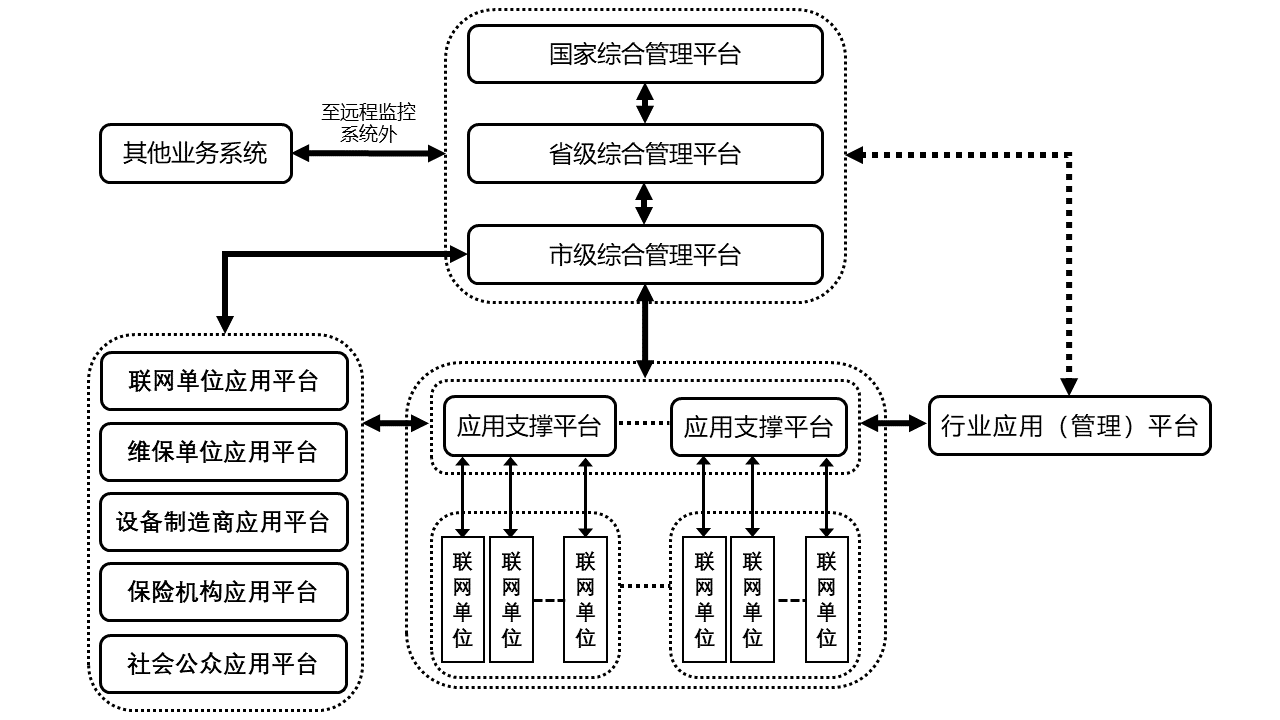 国家综合管理平台
至远程监控
系统外
其他业务系统
省级综合管理平台
市级综合管理平台
联网单位应用平台
维保单位应用平台
设备制造商应用平台
保险机构应用平台
社会公众应用平台
应用支撑平台
应用支撑平台
行业应用（管理）平台
联网单位
联网单位
联网单位
联网单位
联网单位
联网单位